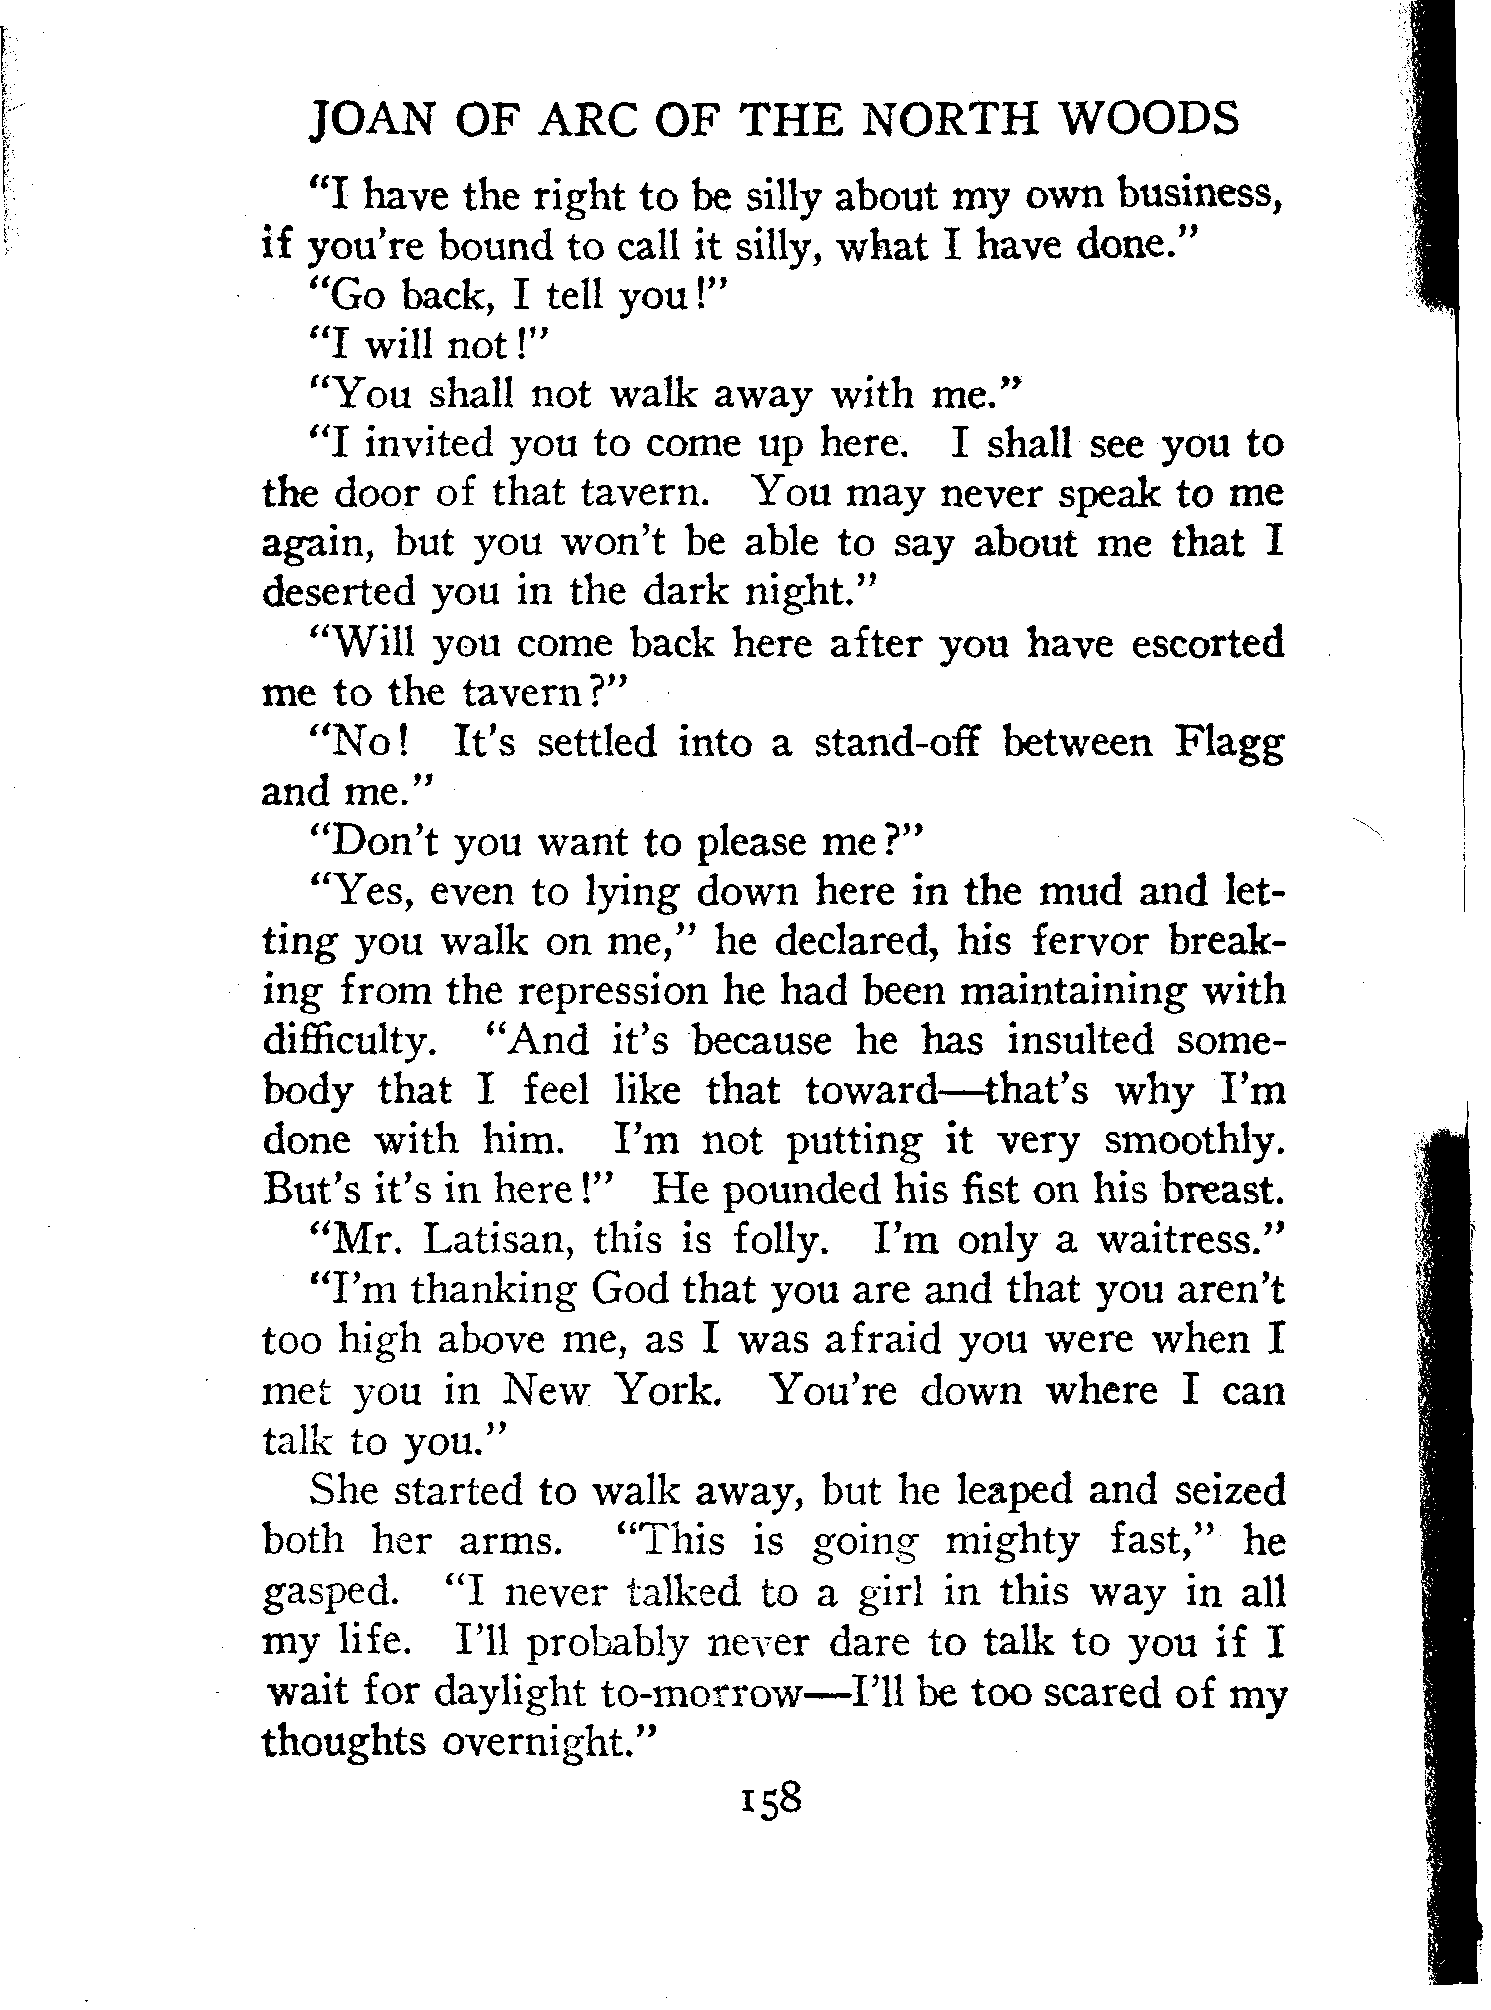 JOAN OF ARC OF THE NORTH WOODS
"I have the right to be silly about my own business,
if you're bound to call it silly, what I have done."
"Go back, I tell you!"
"I will not!"
"You shall not walk away with me."
"I invited you to come up here. I shall see you to
the door of that tavern. You may never speak to me
again, but you won't be able to say about me that I
deserted you in the dark night."
"Will you come back here after you have escorted
me to the tavern?"
"No! It's settled into a stand-off between Flagg
and me."
"Don't you want to please me?"
"Yes, even to lying down here in the mud and let-
ting you walk on me," he declared, his fervor break-
ing from the repression he had been maintaining with
difficulty. "And it's because he has insulted some-
body that I feel like that toward—that's why I'm
done with him. I'm not putting it very smoothly.
But's it's in here!" He pounded his fist on his breast.
"Mr. Latisan, this is folly. I'm only a waitress."
"I'm thanking God that you are and that you aren't
too high above me, as I was afraid you were when I
met you in New York. You're down where I can
talk to you."
She started to walk away, but he leaped and seized
both her arms. "This is going mighty fast," he
gasped. "I never talked to a girl in this way in all
my life. I'll probably never dare to talk to you if I
wait for daylight to-morrow—I'll be too scared of my
thoughts overnight."
158